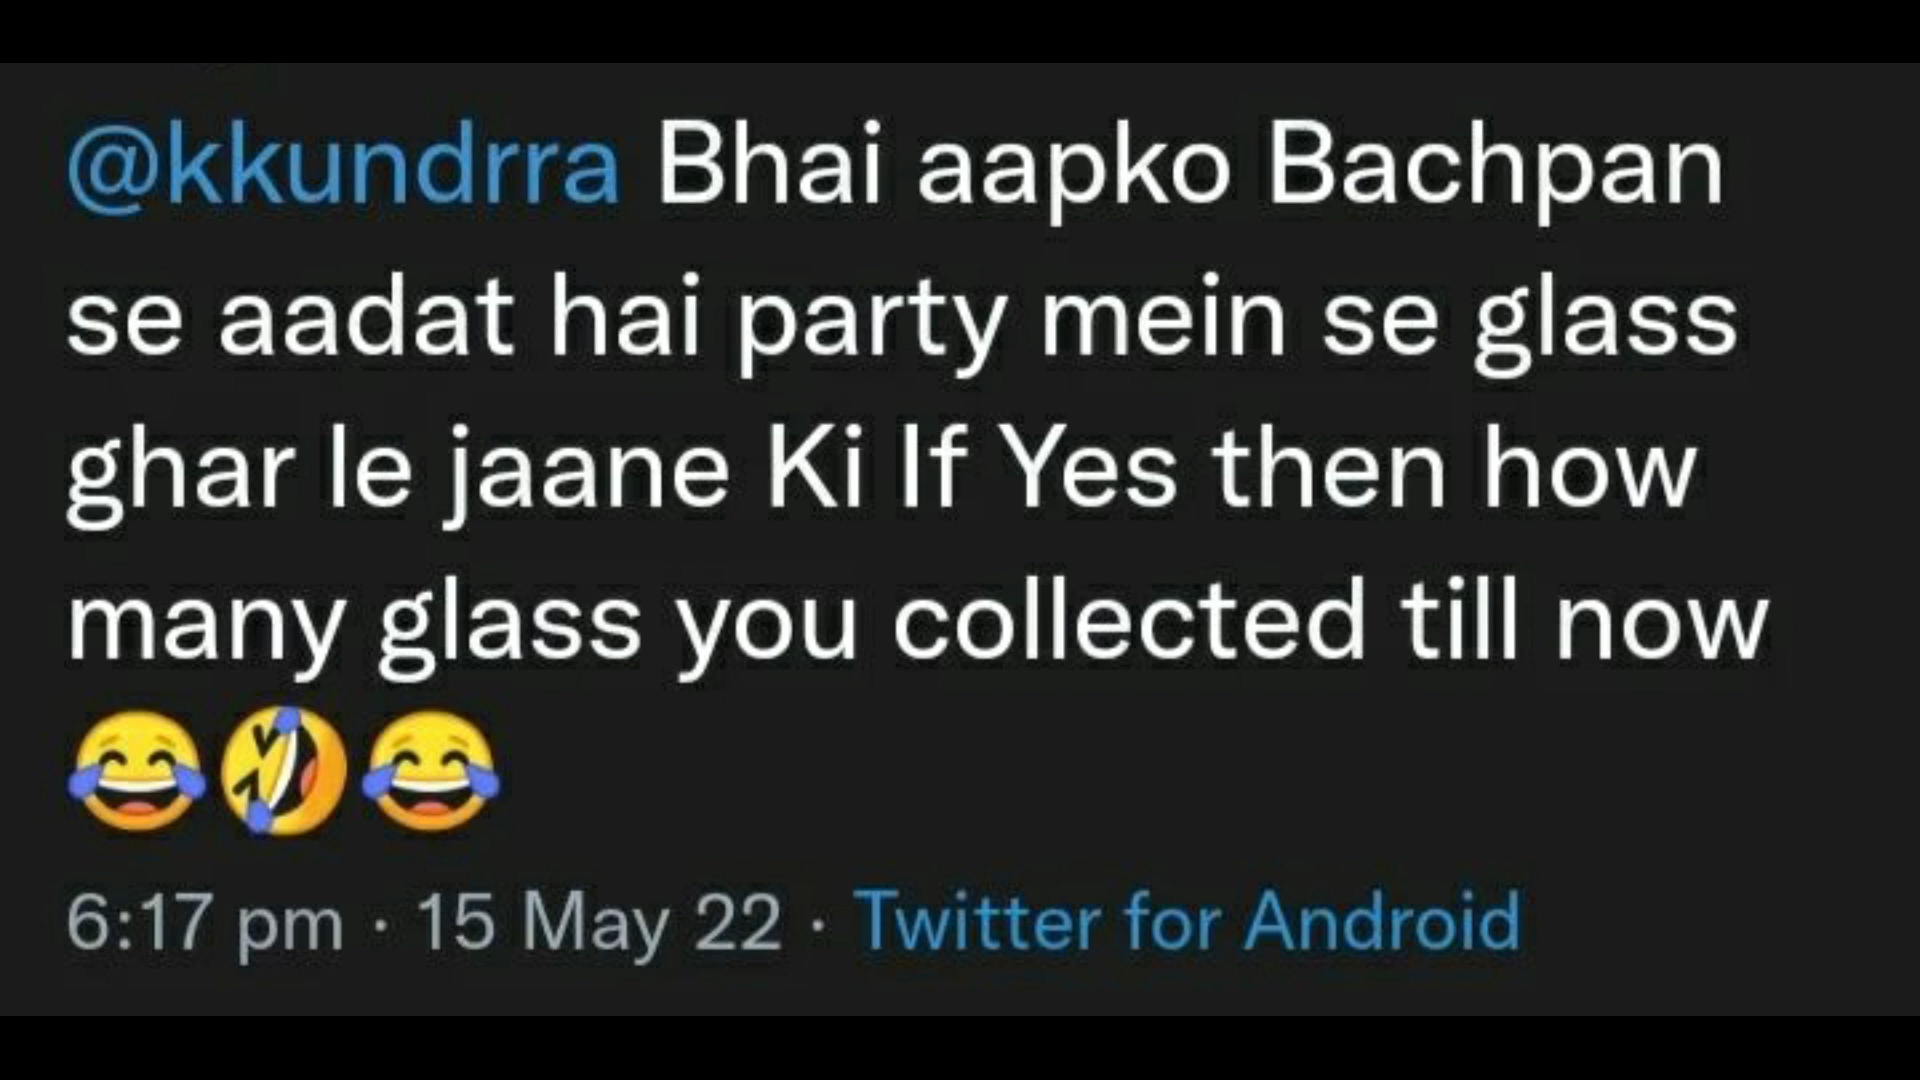 @kkundrra Bhai aapko Bachpan
se aadat hai party mein se glass
ghar le jaane Ki If Yes then how
many glass you collected till now
😂🤣😂
6:17 pm · 15 May 22 · Twitter for Android